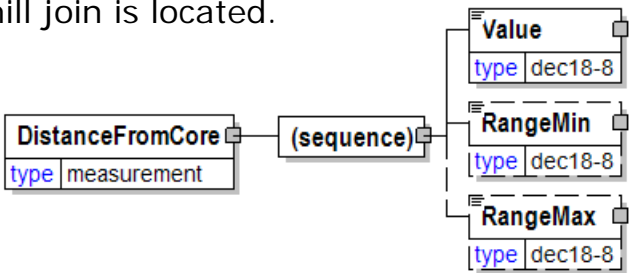 ill join is located.
Value
type dec18-8
DistanceFromCore
type measurement
(sequence)
RangeMin
type dec18-8
RangeMax
type dec18-8